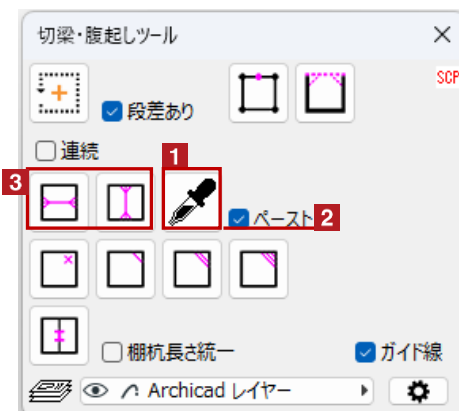 切梁・腹起しツール
段差あり
SCP
連続
1
3
ペースト 2
棚杭長さ統一 ガイド線
Archicad レイヤー